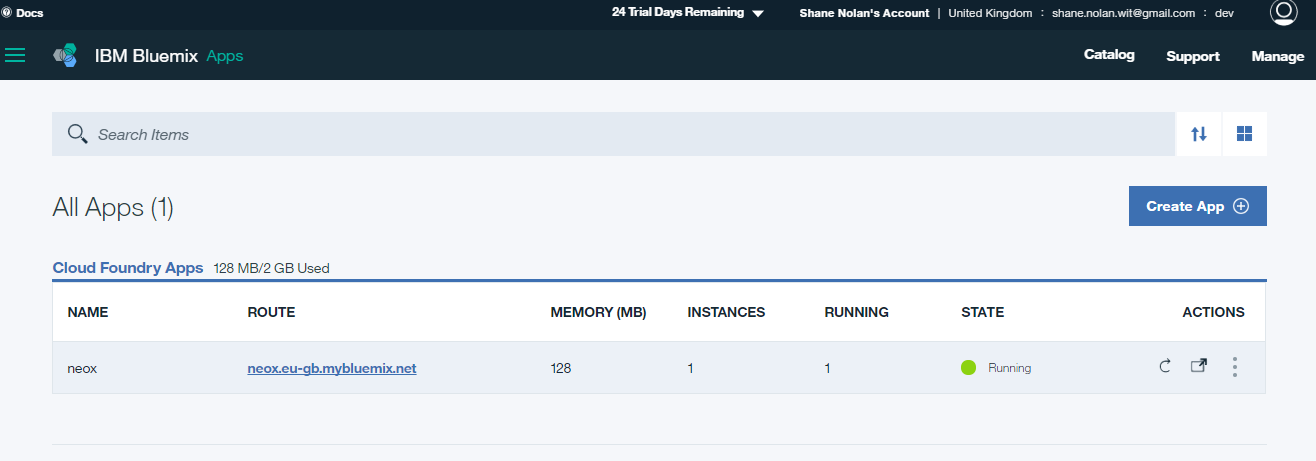 Docs 24 Trial Days Remaining Shane Nolan's Account | United Kingdom : shane.nolan.wit@gmail.com : dev
IBM Bluemix Apps Catalog Support Manage
Search Items
All Apps (1) Create App
Cloud Foundry Apps 128 MB/2 GB Used
NAME ROUTE MEMORY (MB) INSTANCES RUNNING STATE ACTIONS
neox neox.eu-gb.mybluemix.net 128 1 1 Running